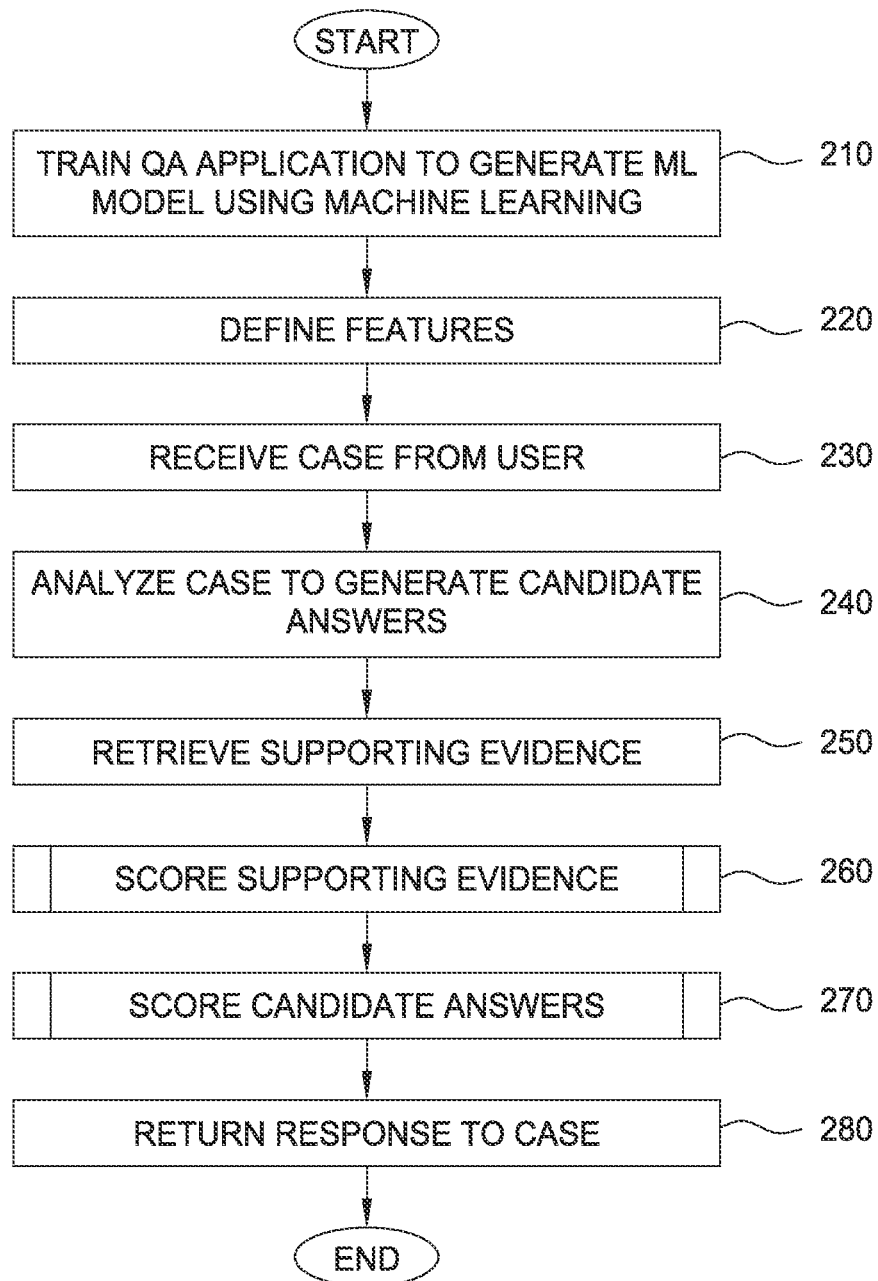 START
TRAIN QA APPLICATION TO GENERATE ML
MODEL USING MACHINE LEARNING
210
DEFINE FEATURES
220
RECEIVE CASE FROM USER
230
ANALYZE CASE TO GENERATE CANDIDATE
ANSWERS
240
RETRIEVE SUPPORTING EVIDENCE
250
SCORE SUPPORTING EVIDENCE
260
SCORE CANDIDATE ANSWERS
270
RETURN RESPONSE TO CASE
280
END